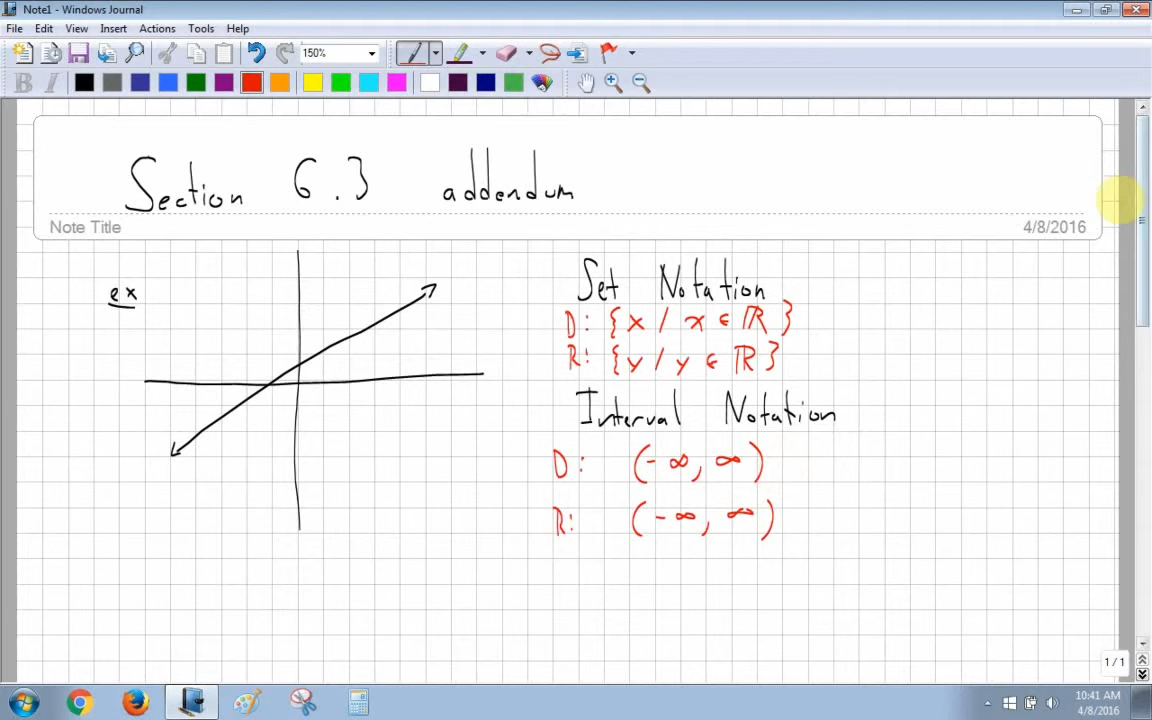 Note1 - Windows Journal
File Edit View Insert Actions Tools Help
150%
B I
Section 6.3 addendum
Note Title 4/8/2016
ex
Set Notation
D: {x / x ∈ ℝ}
R: {y / y ∈ ℝ}
Interval Notation
D: (-∞, ∞)
R: (-∞, ∞)
1/1
10:41 AM
4/8/2016